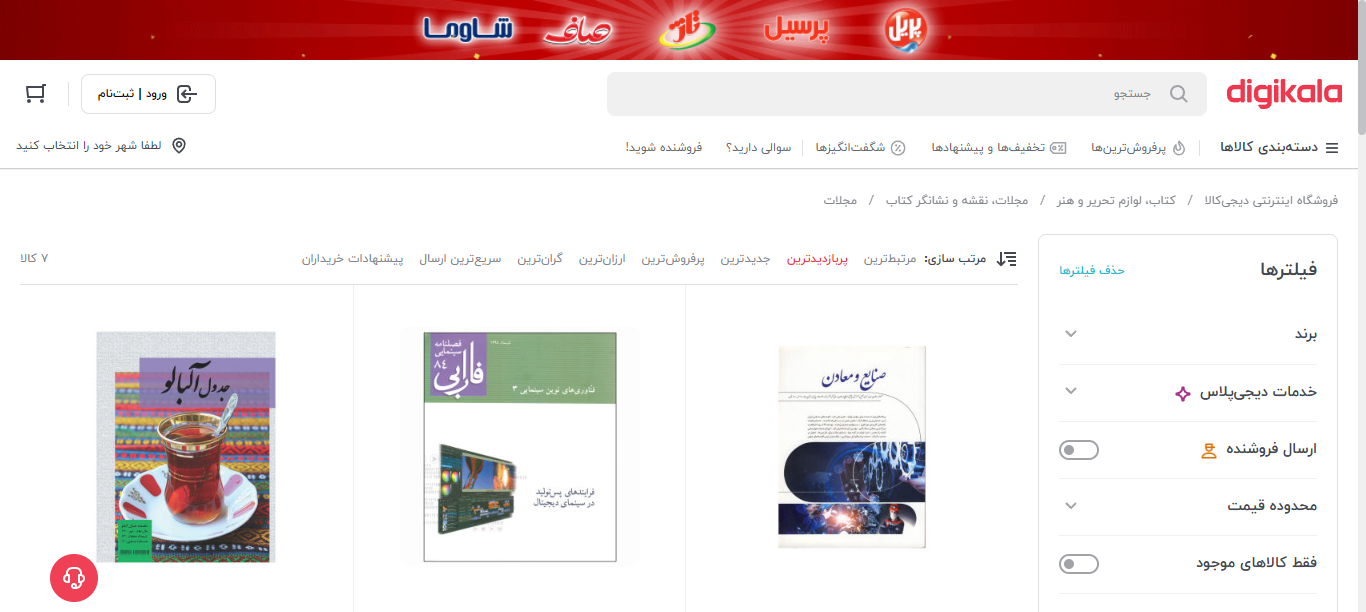 پریل
پرسیل
تاژ
صاف
شاوما
digikala
جستجو
ورود | ثبت‌نام
دسته‌بندی کالاها
پرفروش‌ترین‌ها
تخفیف‌ها و پیشنهادها
شگفت‌انگیزها
سوالی دارید؟
فروشنده شوید!
لطفا شهر خود را انتخاب کنید
فروشگاه اینترنتی دیجی‌کالا / کتاب، لوازم تحریر و هنر / مجلات، نقشه و نشانگر کتاب / مجلات
فیلترها
حذف فیلترها
برند
خدمات دیجی‌پلاس
ارسال فروشنده
محدوده قیمت
فقط کالاهای موجود
مرتب سازی: مرتبط‌ترین پربازدیدترین جدیدترین پرفروش‌ترین ارزان‌ترین گران‌ترین سریع‌ترین ارسال پیشنهادات خریداران
۷ کالا
صنایع و معادن
فصلنامه
سینمایی
۸۴
فارابی
فناوری‌های نوین سینمایی ۳
فرایندهای پس‌تولید
در سینمای دیجیتال
جدول آلبالو